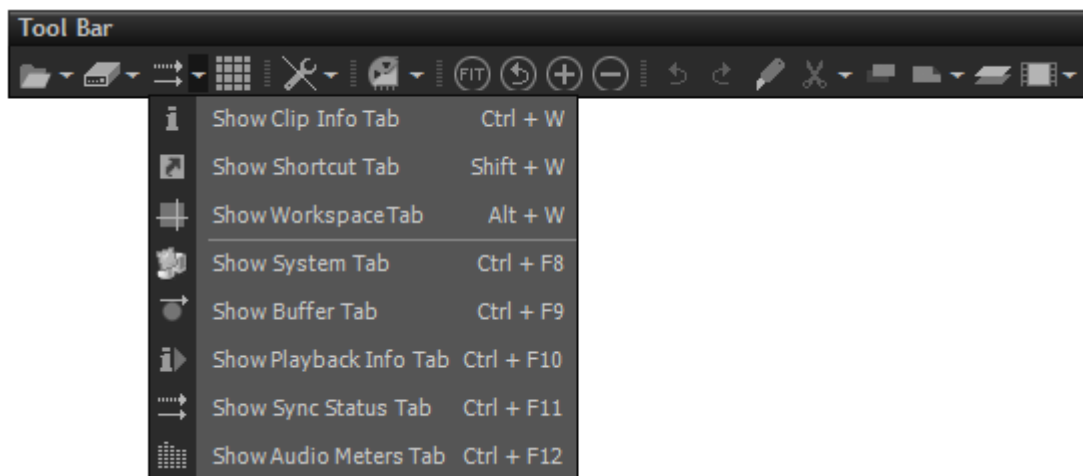 Tool Bar
FIT
Show Clip Info Tab Ctrl + W
Show Shortcut Tab Shift + W
Show Workspace Tab Alt + W
Show System Tab Ctrl + F8
Show Buffer Tab Ctrl + F9
Show Playback Info Tab Ctrl + F10
Show Sync Status Tab Ctrl + F11
Show Audio Meters Tab Ctrl + F12